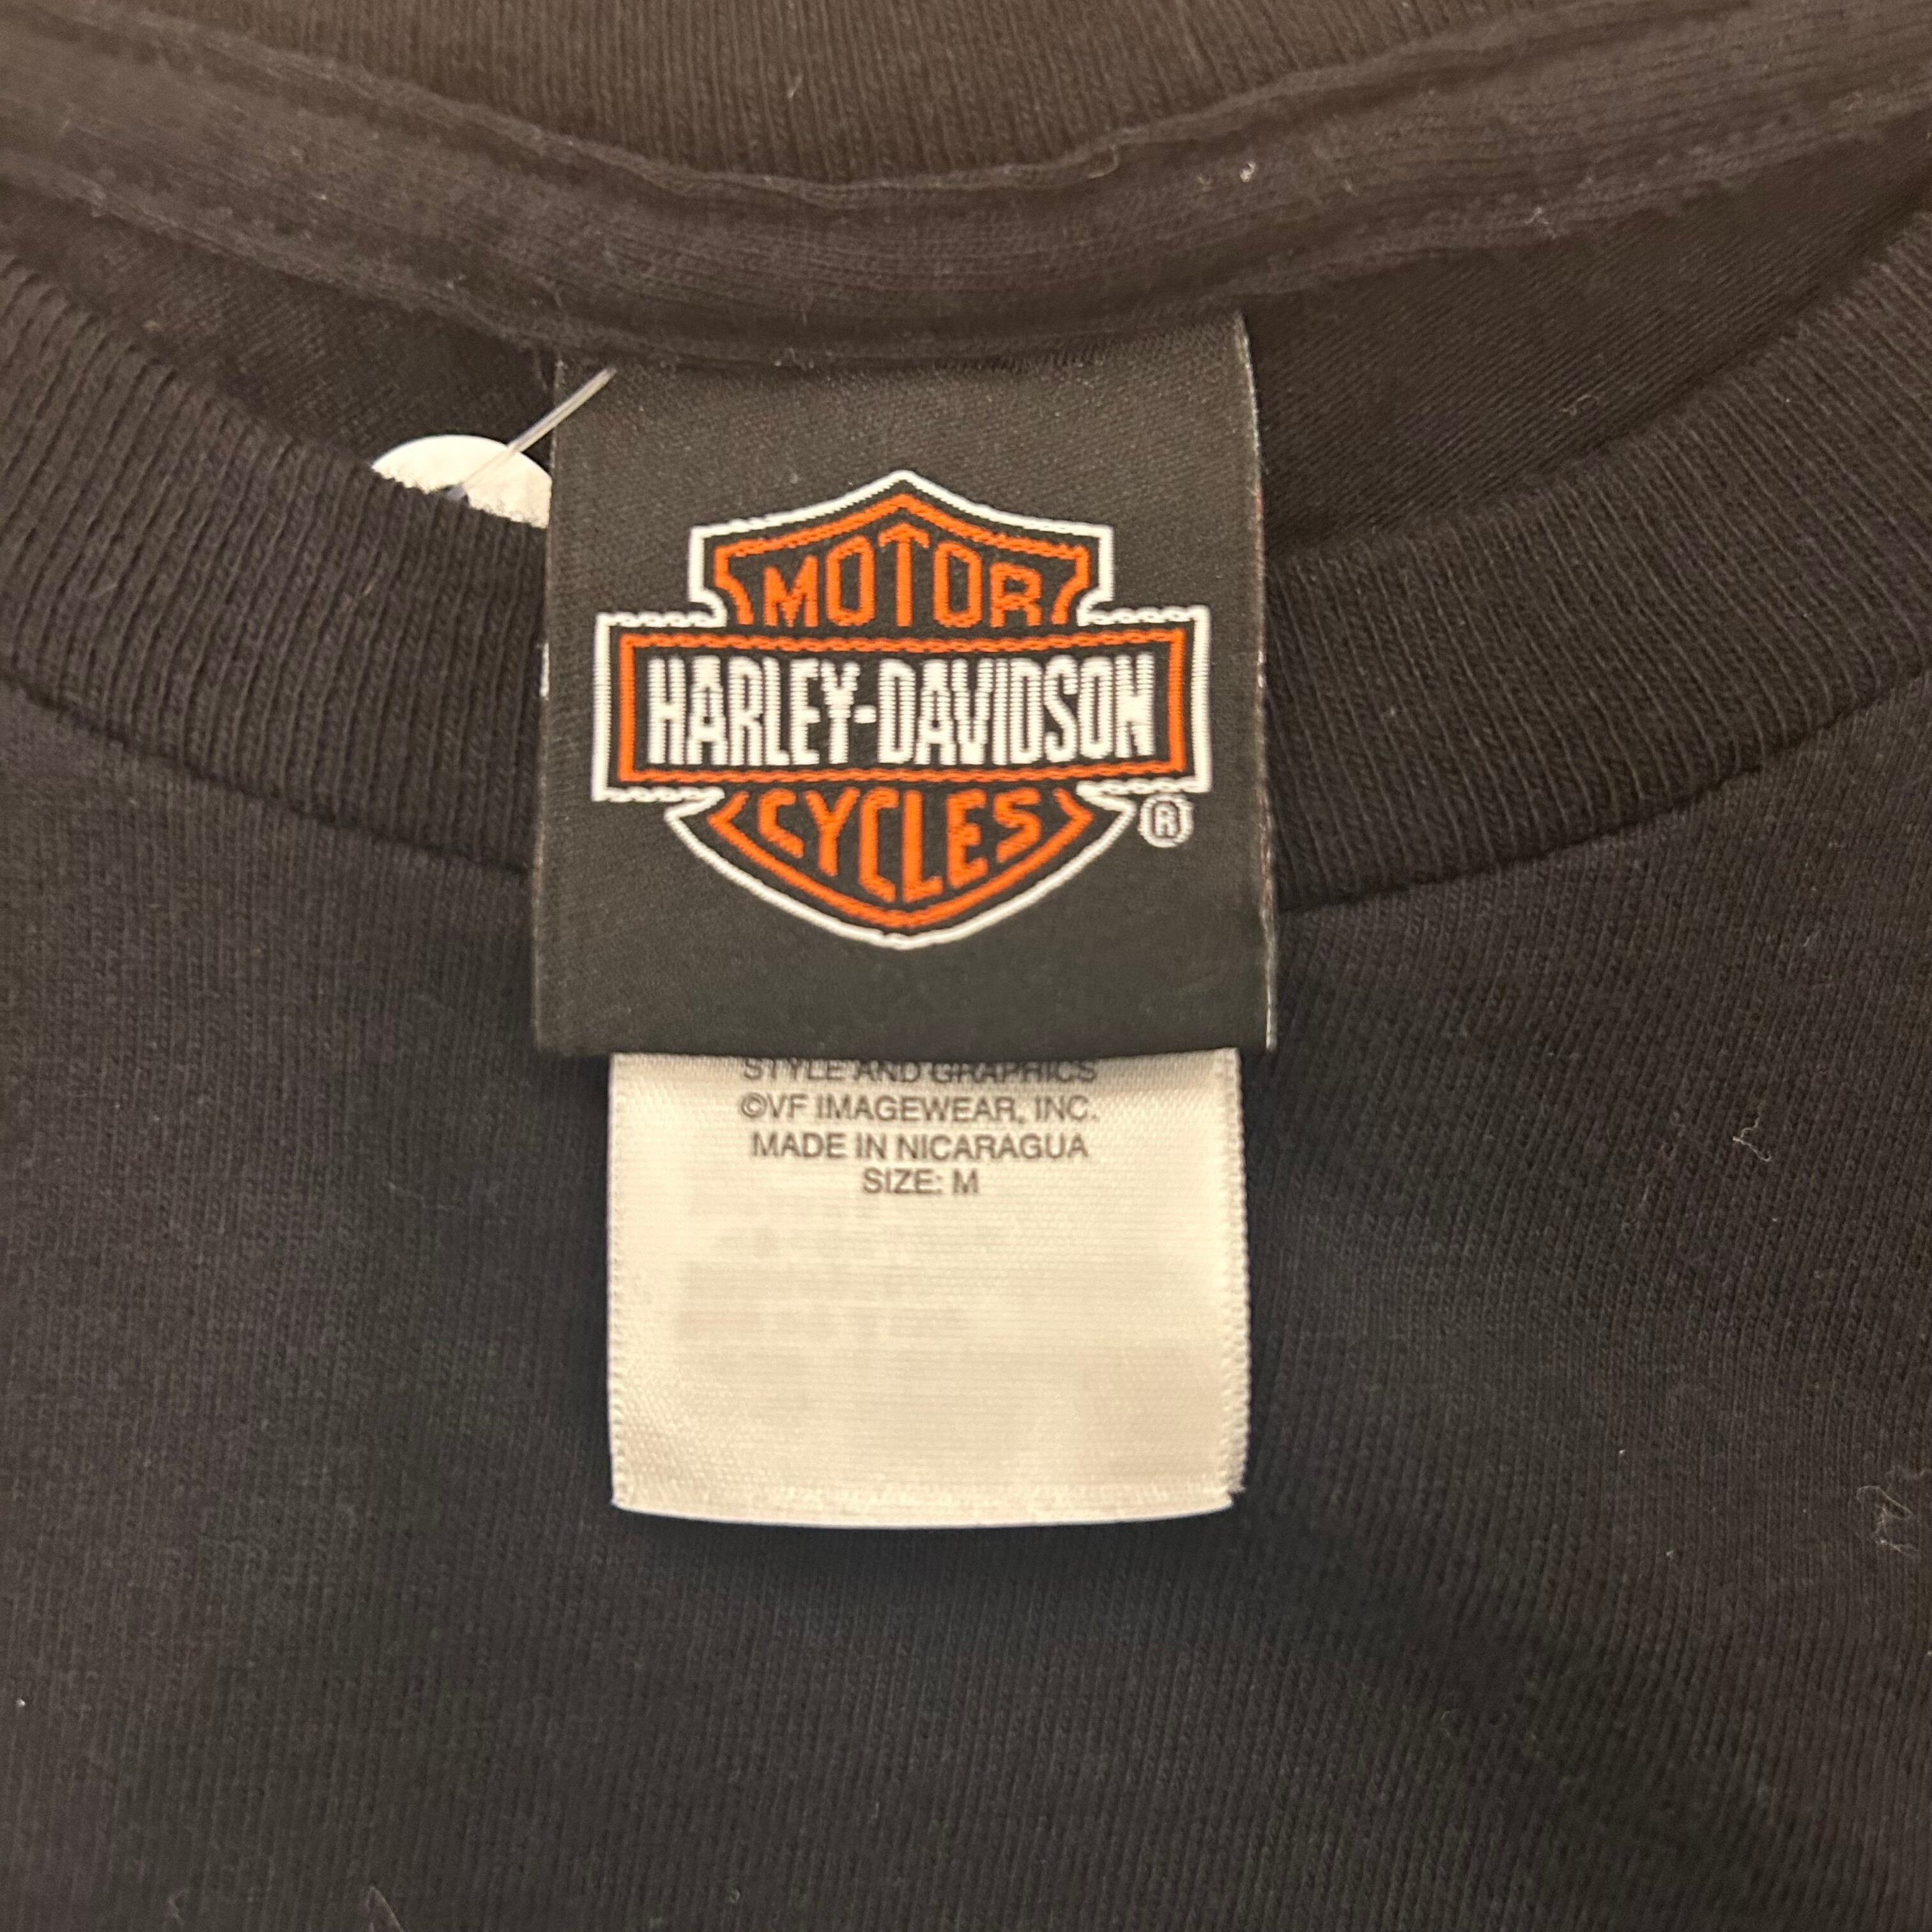 MOTOR
HARLEY-DAVIDSON
CYCLES
®
STYLE AND GRAPHICS
©VF IMAGEWEAR, INC.
MADE IN NICARAGUA
SIZE: M